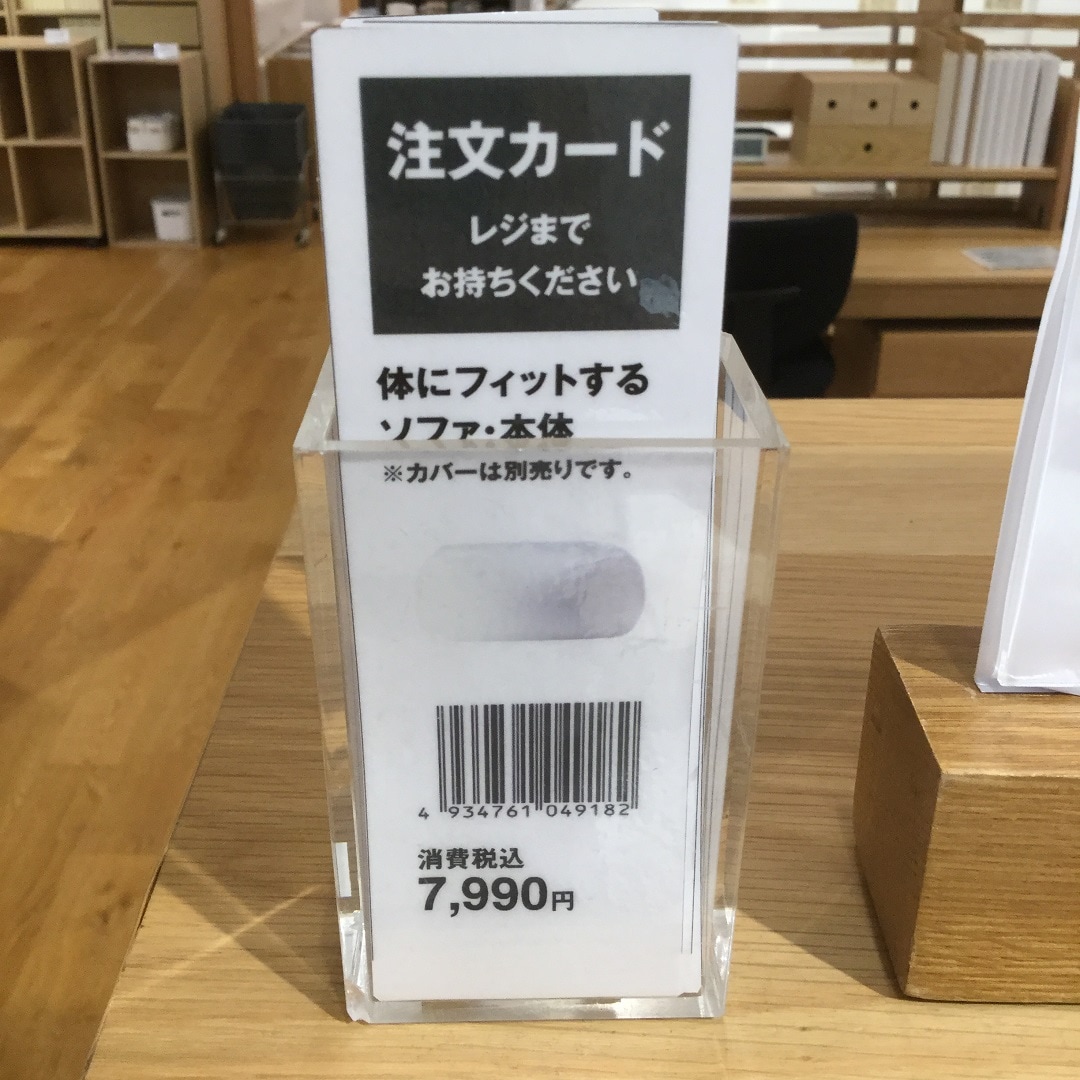 注文カード
レジまで
お持ちください
体にフィットする
ソファ・本体
※カバーは別売りです。
4 934761 049182
消費税込
7,990円